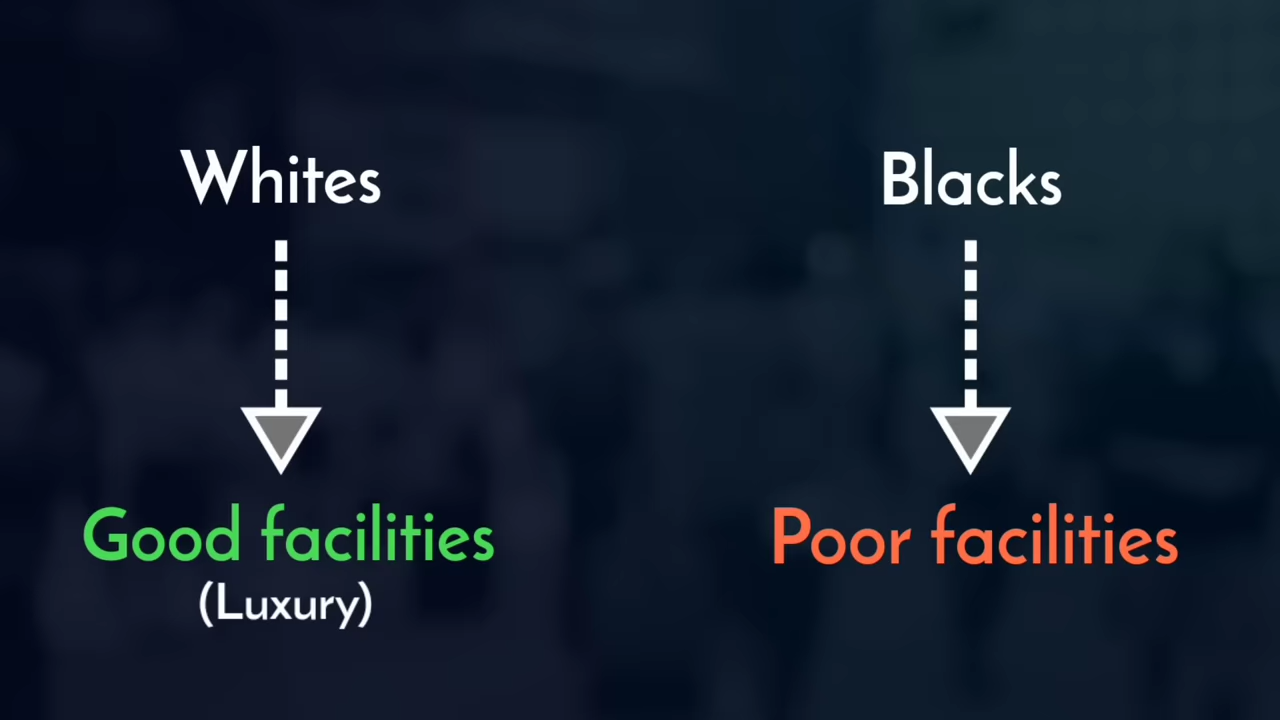 Whites
Blacks
Good facilities
(Luxury)
Poor facilities